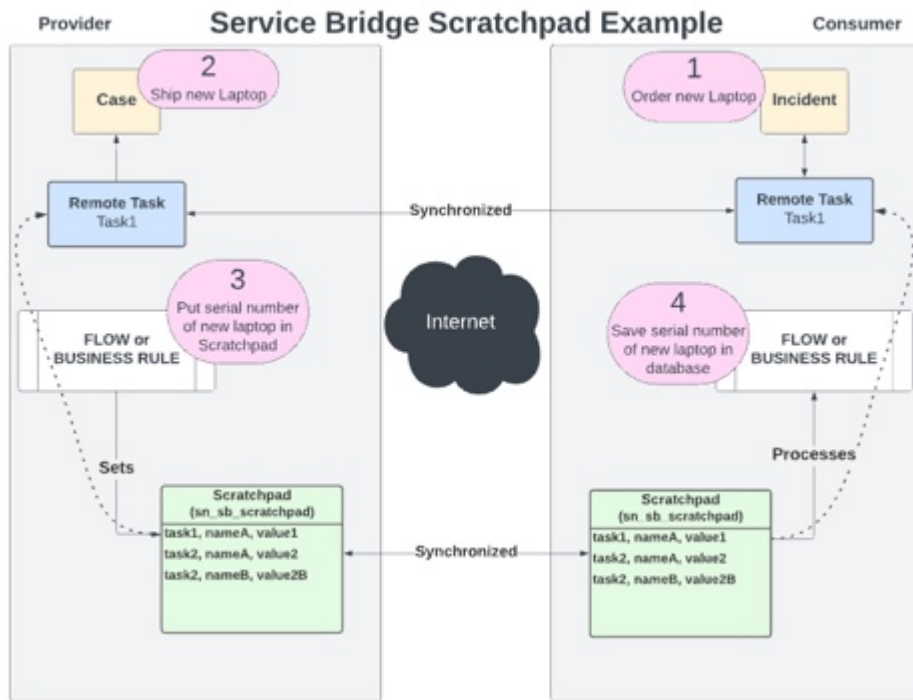 Service Bridge Scratchpad Example
Provider
Consumer
2
Ship new Laptop
Case
1
Order new Laptop
Incident
Remote Task
Task1
Synchronized
Remote Task
Task1
3
Put serial number
of new laptop in
Scratchpad
FLOW or
BUSINESS RULE
Internet
4
Save serial number
of new laptop in
database
FLOW or
BUSINESS RULE
Sets
Processes
Scratchpad
(sn_sb_scratchpad)
task1, nameA, value1
task2, nameA, value2
task2, nameB, value2B
Synchronized
Scratchpad
(sn_sb_scratchpad)
task1, nameA, value1
task2, nameA, value2
task2, nameB, value2B